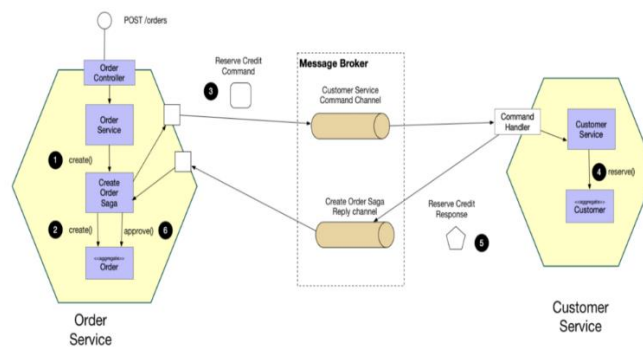 POST /orders
Order
Controller
Order
Service
1
create()
Create
Order
Saga
2
create()
approve()
6
<<aggregate>>
Order
Order
Service
Reserve Credit
Command
3
Message Broker
Customer Service
Command Channel
Create Order Saga
Reply channel
Reserve Credit
Response
5
Command
Handler
Customer
Service
4
reserve()
<<aggregate>>
Customer
Customer
Service